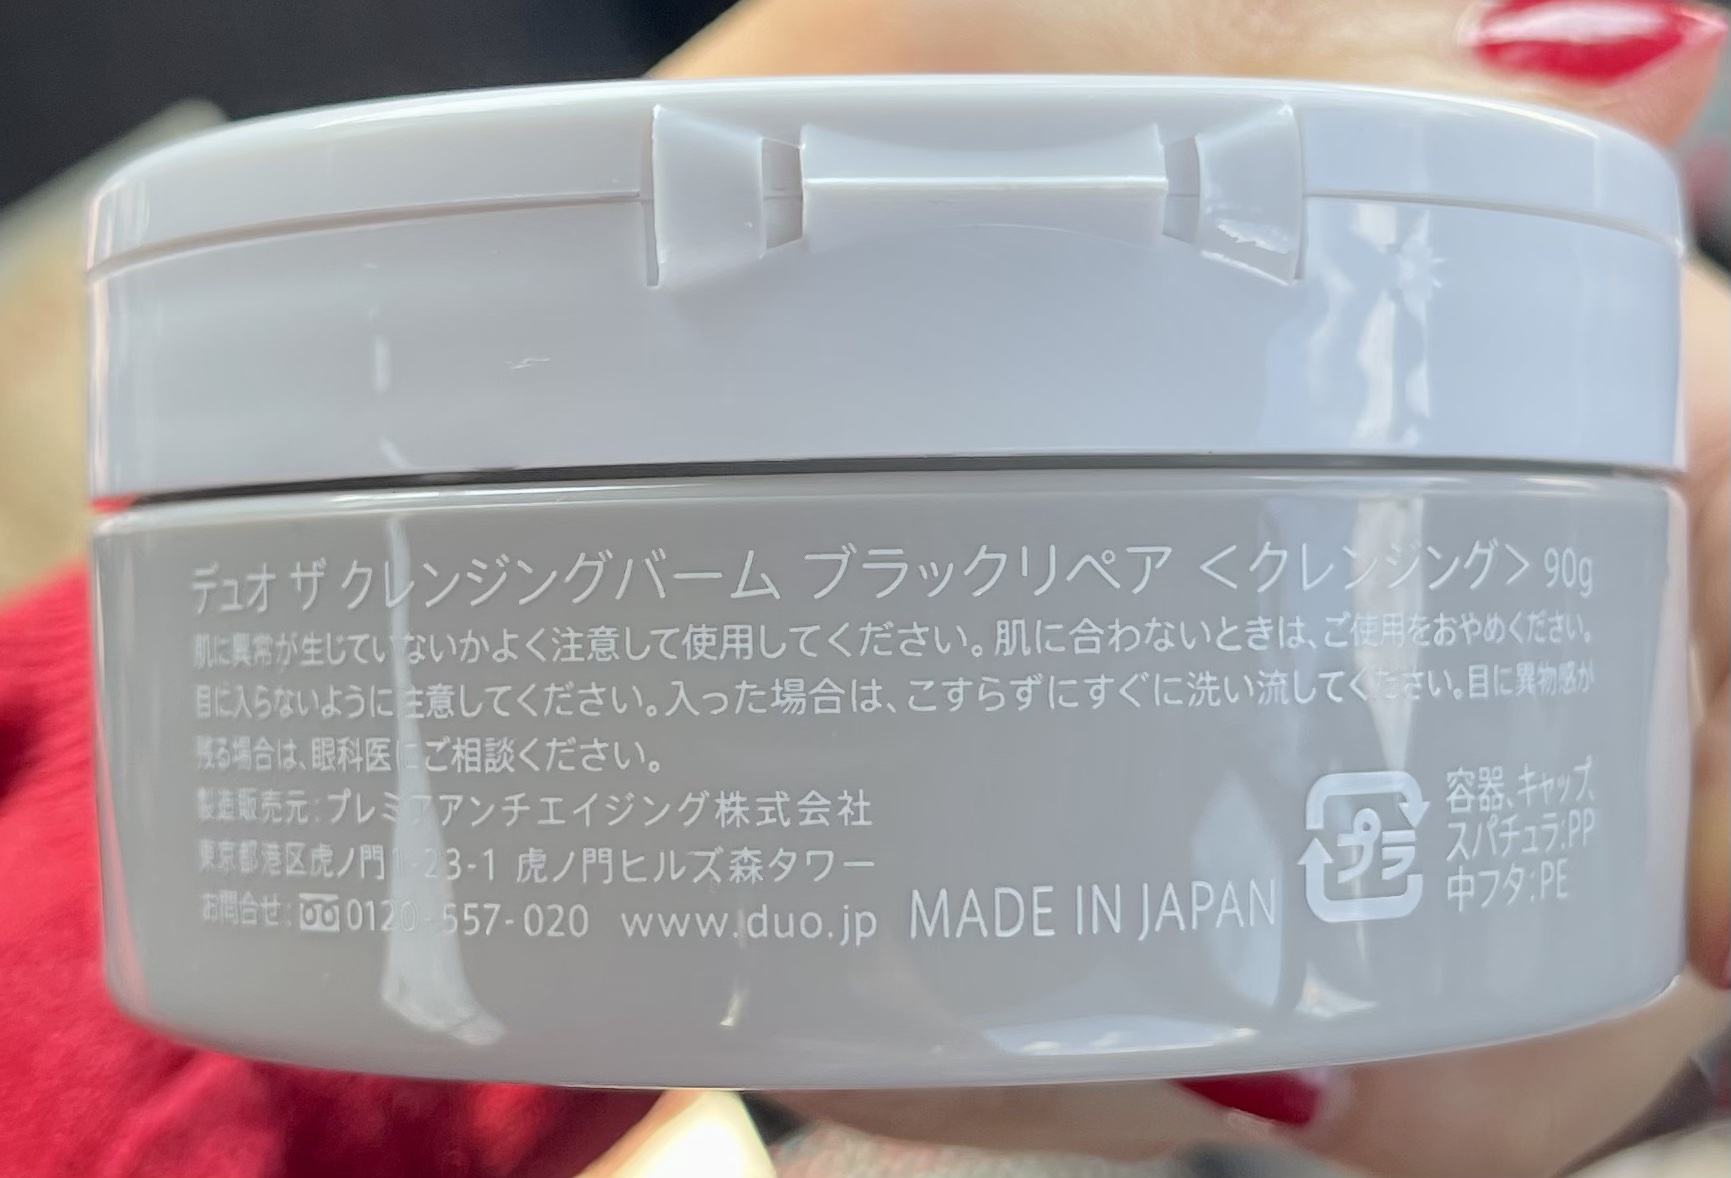 デュオ ザ クレンジングバーム ブラックリペア ＜クレンジング＞ 90g
肌に異常が生じていないかよく注意して使用してください。肌に合わないときは、ご使用をおやめください。
目に入らないように注意してください。入った場合は、こすらずにすぐに洗い流してください。目に異物感が
残る場合は、眼科医にご相談ください。
製造販売元：プレミアアンチエイジング株式会社
東京都港区虎ノ門 -23-1 虎ノ門ヒルズ森タワー
お問合せ： 0120-557-020 www.duo.jp MADE IN JAPAN
プラ
容器、キャップ、
スパチュラ:PP
中フタ:PE